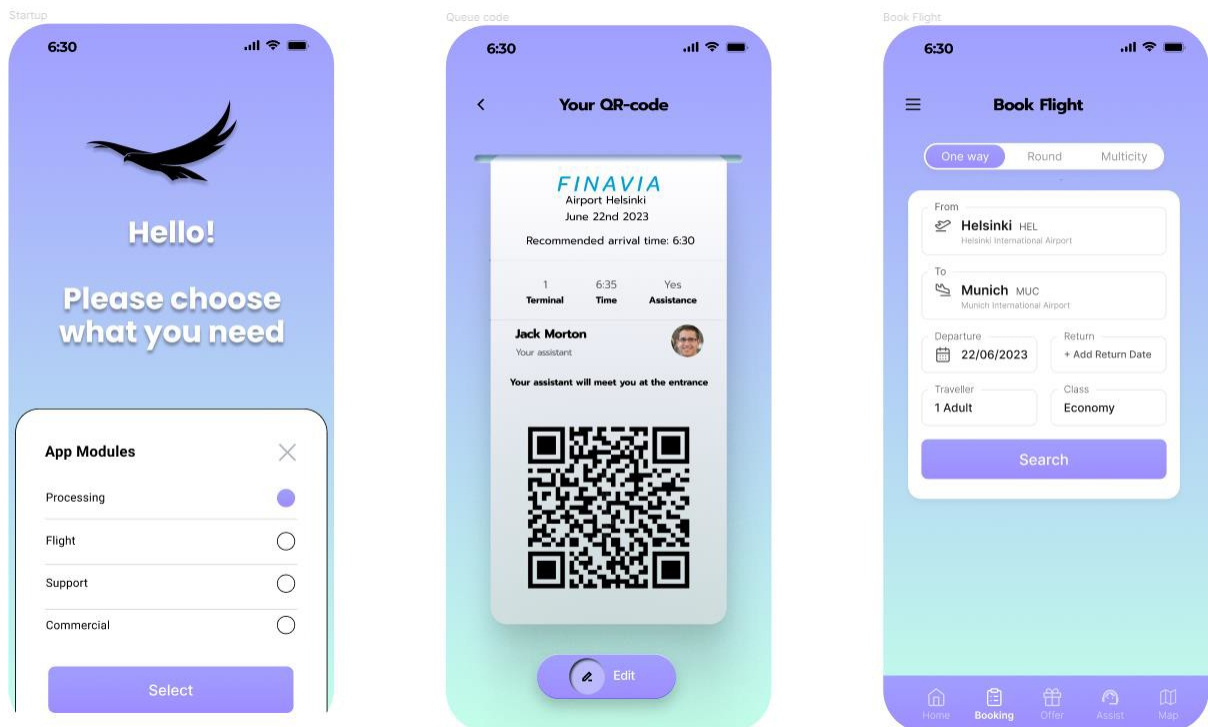 Startup
6:30
Hello!
Please choose
what you need
App Modules
Processing
Flight
Support
Commercial
Select
Queue code
6:30
Your QR-code
FINAVIA
Airport Helsinki
June 22nd 2023
Recommended arrival time: 6:30
1 6:35 Yes
Terminal Time Assistance
Jack Morton
Your assistant
Your assistant will meet you at the entrance
Edit
Book Flight
6:30
Book Flight
One way Round Multicity
From
Helsinki HEL
Helsinki International Airport
To
Munich MUC
Munich International Airport
Departure Return
22/06/2023 + Add Return Date
Traveller Class
1 Adult Economy
Search
Home Booking Offer Assist Map